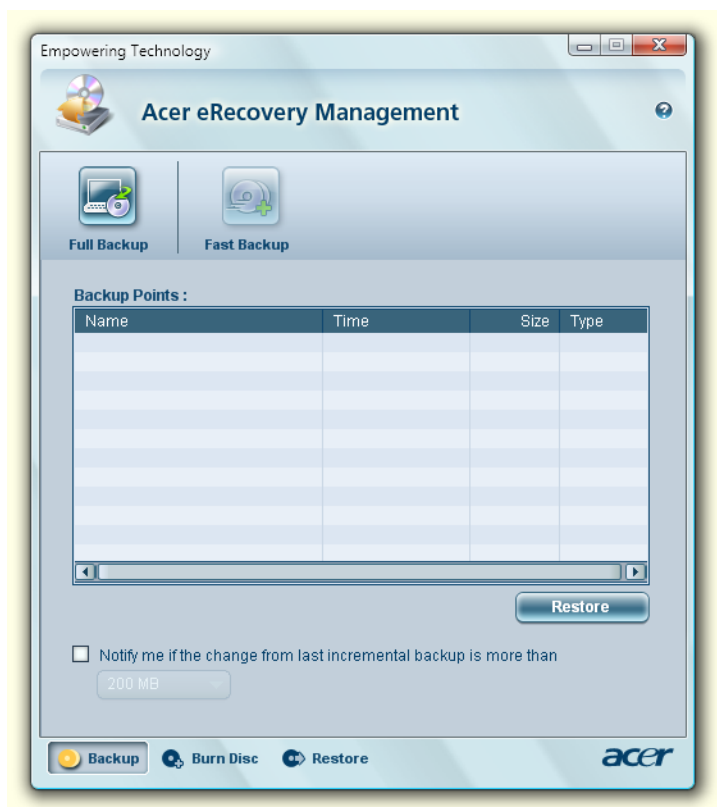 Empowering Technology
Acer eRecovery Management
Full Backup
Fast Backup
Backup Points :
Name Time Size Type
Restore
Notify me if the change from last incremental backup is more than
200 MB
Backup Burn Disc Restore acer